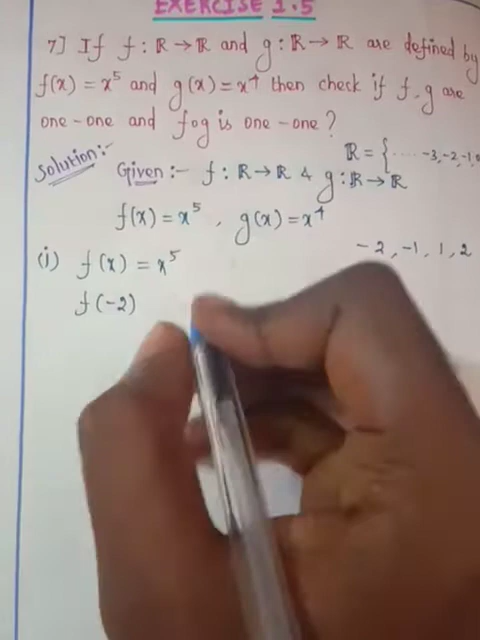 EXERCISE 1.5
7] If f : ℝ → ℝ and g : ℝ → ℝ are defined by
f(x) = x⁵ and g(x) = x⁴ then check if f, g are
one-one and fog is one-one?
ℝ = {.... -3, -2, -1, 0
Solution:-
Given :- f : ℝ → ℝ & g : ℝ → ℝ
f(x) = x⁵ , g(x) = x⁴
-2, -1, 1, 2
(i) f(x) = x⁵
f(-2)